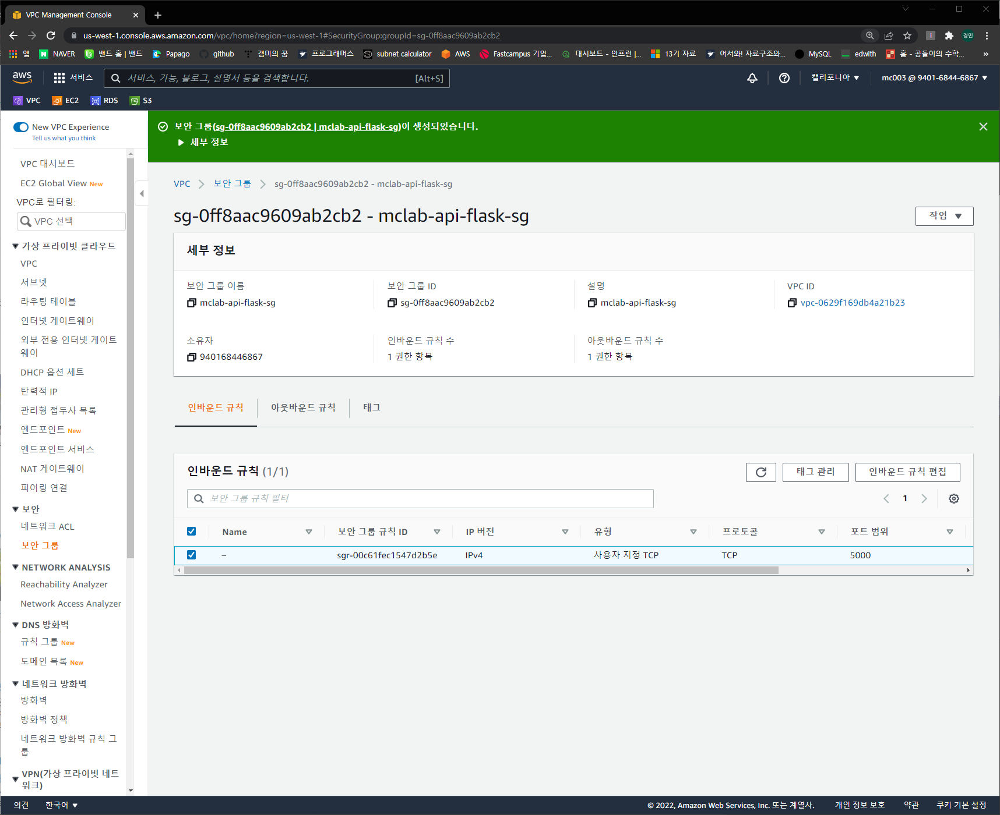 VPC Management Console
us-west-1.console.aws.amazon.com/vpc/home?region=us-west-1#SecurityGroup:groupId=sg-0ff8aac9609ab2cb2
경민
앱 NAVER 밴드 홈 | 밴드 Papago github 캠미의 꿈 프로그래머스 subnet calculator AWS Fastcampus 기업... 대시보드 - 인프런 |... 13기 자료 어서와! 자료구조와... MySQL edwith 홈 - 공돌이의 수학... »
aws 서비스 서비스, 기능, 블로그, 설명서 등을 검색합니다. [Alt+S] 캘리포니아 ▼ mc003 @ 9401-6844-6867 ▼
VPC EC2 RDS S3
New VPC Experience
Tell us what you think
VPC 대시보드
EC2 Global View New
VPC로 필터링:
VPC 선택
가상 프라이빗 클라우드
VPC
서브넷
라우팅 테이블
인터넷 게이트웨이
외부 전용 인터넷 게이트
웨이
DHCP 옵션 세트
탄력적 IP
관리형 접두사 목록
엔드포인트 New
엔드포인트 서비스
NAT 게이트웨이
피어링 연결
보안
네트워크 ACL
보안 그룹
NETWORK ANALYSIS
Reachability Analyzer
Network Access Analyzer
DNS 방화벽
규칙 그룹 New
도메인 목록 New
네트워크 방화벽
방화벽
방화벽 정책
네트워크 방화벽 규칙 그
룹
VPN(가상 프라이빗 네트
워크)
보안 그룹(sg-0ff8aac9609ab2cb2 | mclab-api-flask-sg)이 생성되었습니다.
세부 정보
VPC 보안 그룹 sg-0ff8aac9609ab2cb2 - mclab-api-flask-sg
sg-0ff8aac9609ab2cb2 - mclab-api-flask-sg
작업 ▼
세부 정보
보안 그룹 이름 보안 그룹 ID 설명 VPC ID
mclab-api-flask-sg sg-0ff8aac9609ab2cb2 mclab-api-flask-sg vpc-0629f169db4a21b23
소유자 인바운드 규칙 수 아웃바운드 규칙 수
940168446867 1 권한 항목 1 권한 항목
인바운드 규칙 아웃바운드 규칙 태그
인바운드 규칙 (1/1) 태그 관리 인바운드 규칙 편집
보안 그룹 규칙 필터 1
Name 보안 그룹 규칙 ID IP 버전 유형 프로토콜 포트 범위
– sgr-00c61fec1547d2b5e IPv4 사용자 지정 TCP TCP 5000
의견 한국어 ▼ © 2022, Amazon Web Services, Inc. 또는 계열사. 개인 정보 보호 약관 쿠키 기본 설정